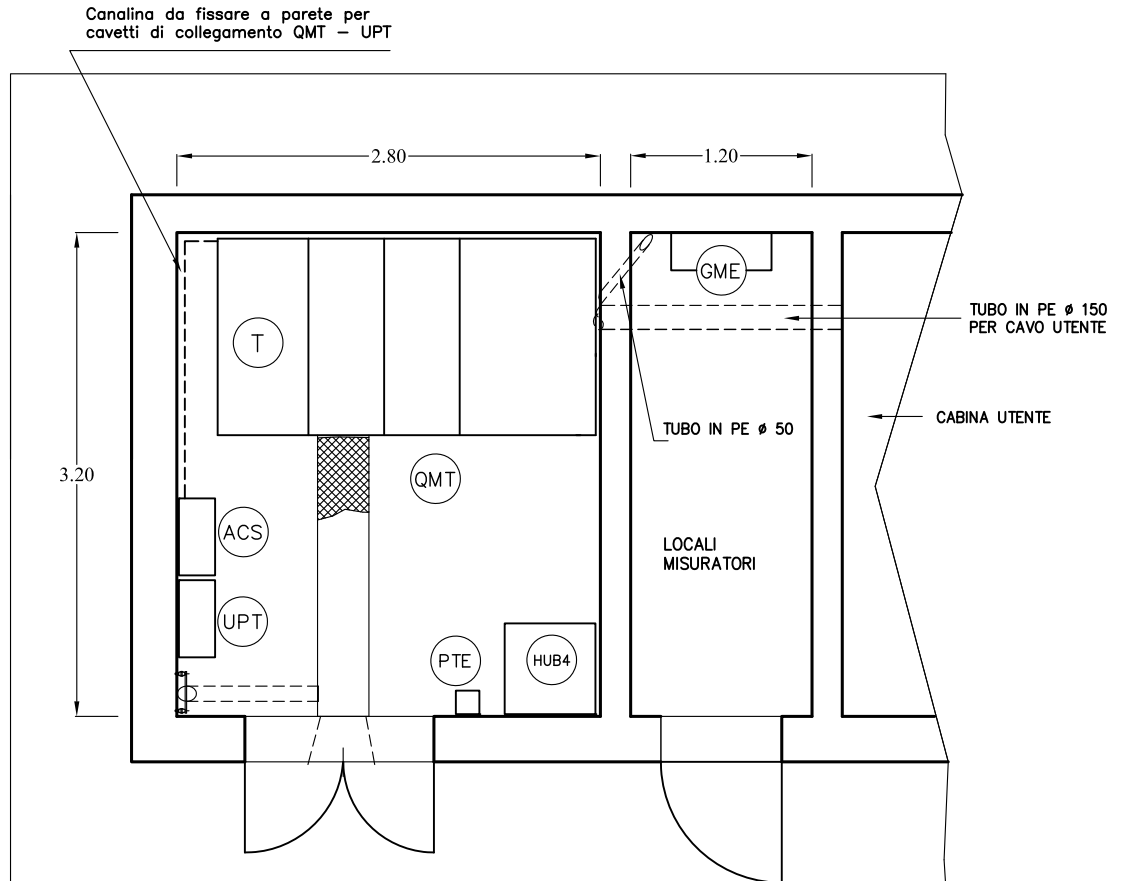 Canalina da fissare a parete per
cavetti di collegamento QMT – UPT
2.80
1.20
GME
TUBO IN PE ø 150
PER CAVO UTENTE
T
CABINA UTENTE
TUBO IN PE ø 50
3.20
QMT
ACS
LOCALI
MISURATORI
UPT
PTE
HUB4